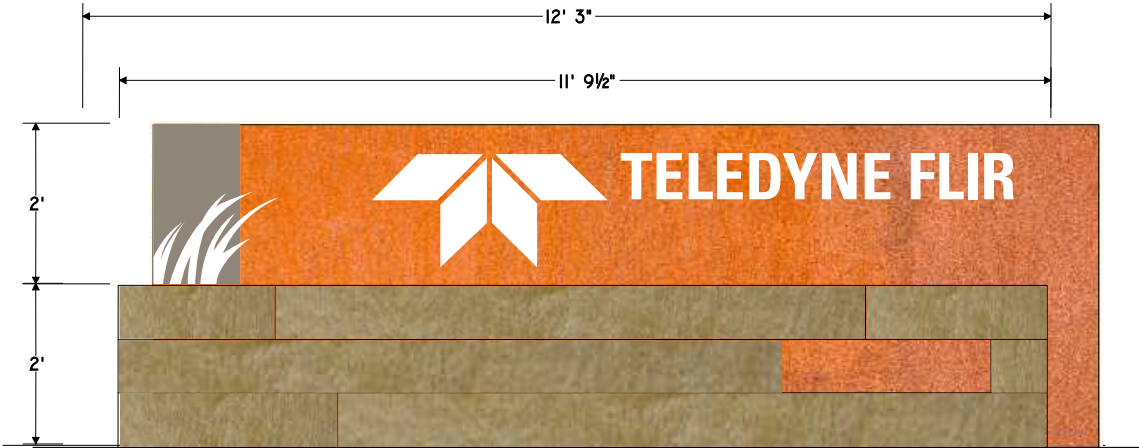 12' 3"
11' 9½"
TELEDYNE FLIR
2'
2'